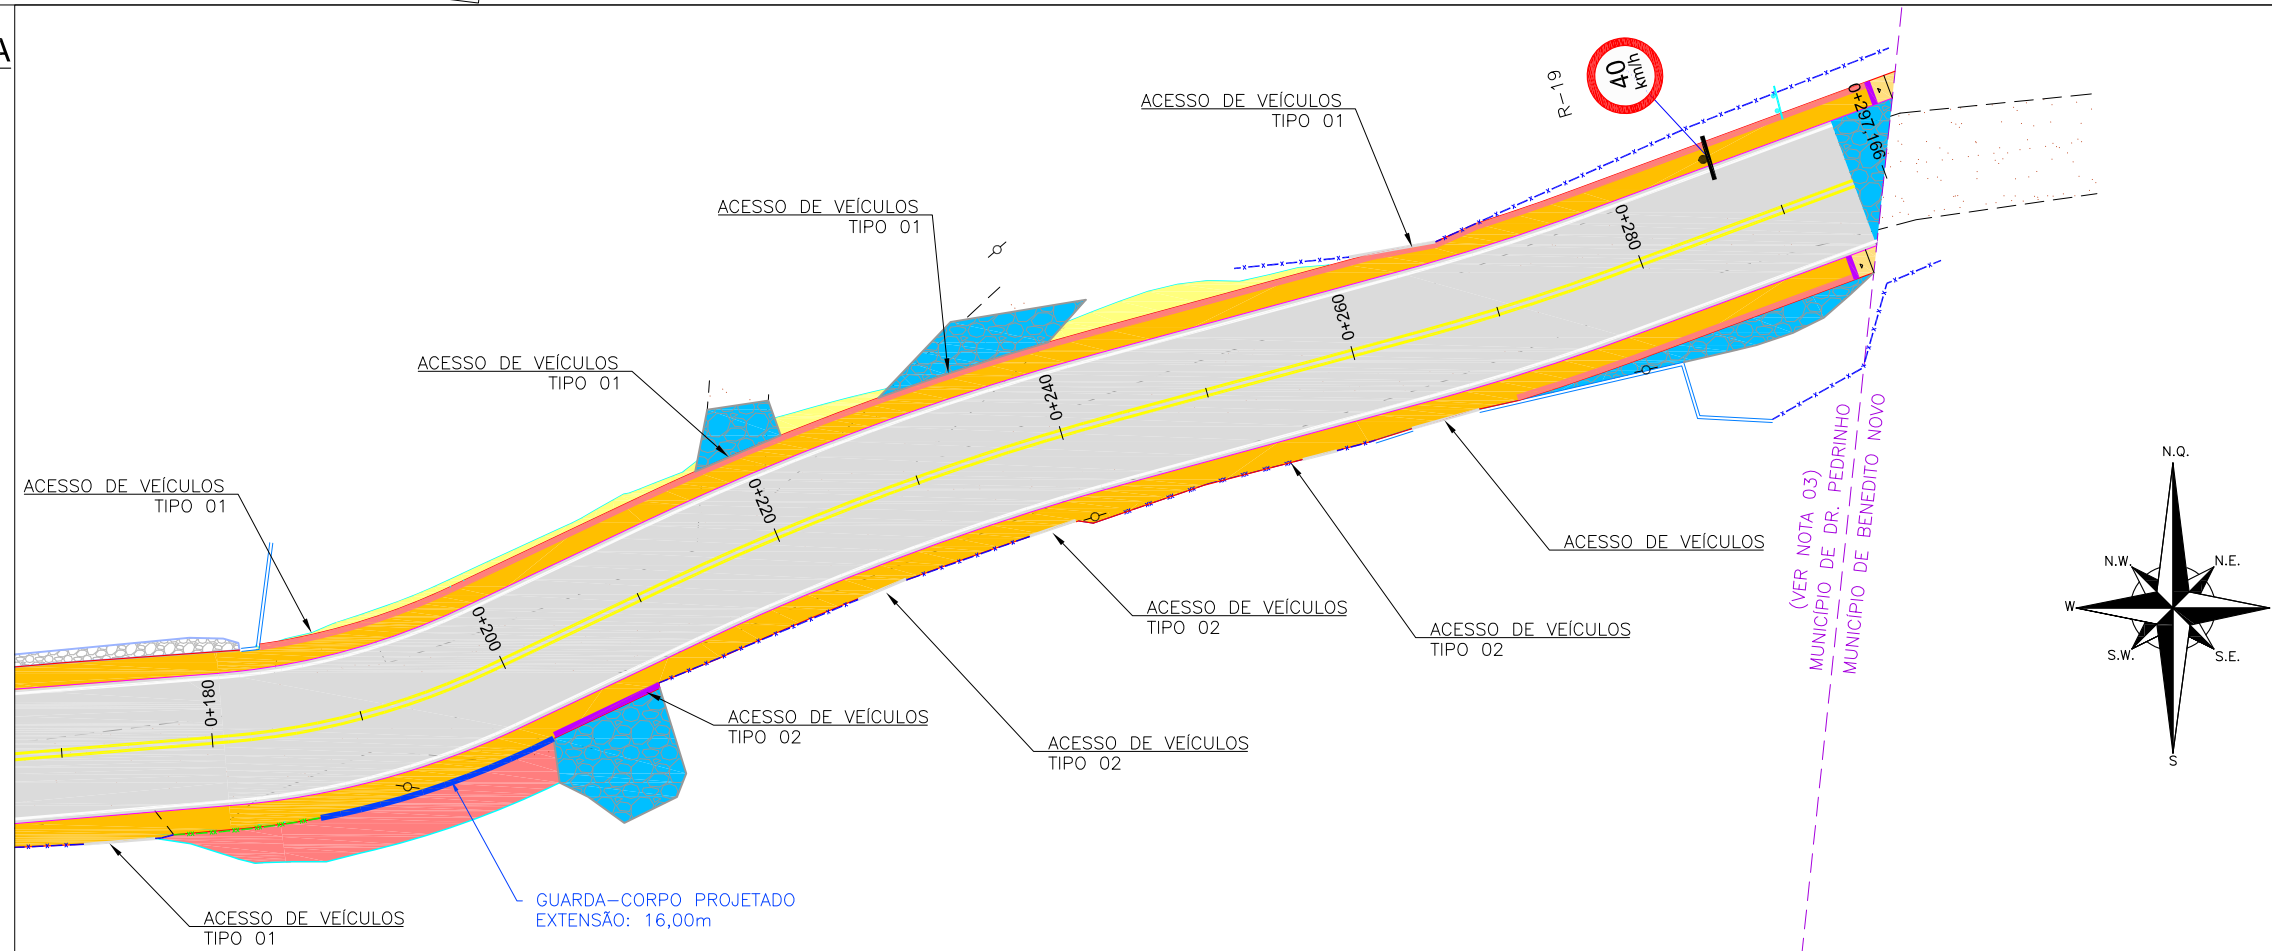 A
ACESSO DE VEÍCULOS
TIPO 01
R-19
40
km/h
0+297,166
ACESSO DE VEÍCULOS
TIPO 01
0+280
ACESSO DE VEÍCULOS
TIPO 01
0+260
0+240
ACESSO DE VEÍCULOS
TIPO 01
0+220
0+200
0+180
ACESSO DE VEÍCULOS
ACESSO DE VEÍCULOS
TIPO 02
ACESSO DE VEÍCULOS
TIPO 02
ACESSO DE VEÍCULOS
TIPO 02
ACESSO DE VEÍCULOS
TIPO 02
GUARDA-CORPO PROJETADO
EXTENSÃO: 16,00m
ACESSO DE VEÍCULOS
TIPO 01
(VER NOTA 03)
MUNICÍPIO DE DR. PEDRINHO
MUNICÍPIO DE BENEDITO NOVO
N.Q.
N.W.
N.E.
W
S.W.
S.E.
S